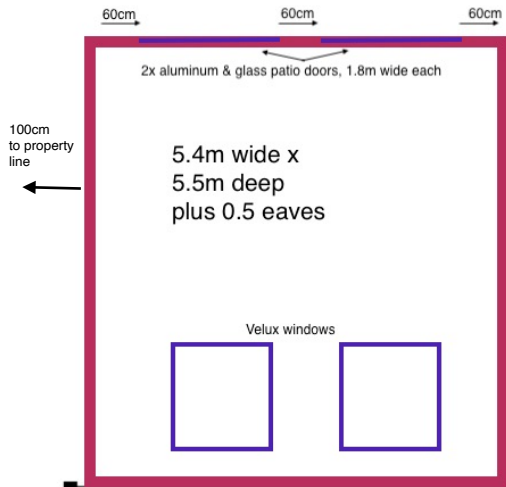 60cm 60cm 60cm
2x aluminum & glass patio doors, 1.8m wide each
100cm
to property
line
5.4m wide x
5.5m deep
plus 0.5 eaves
Velux windows